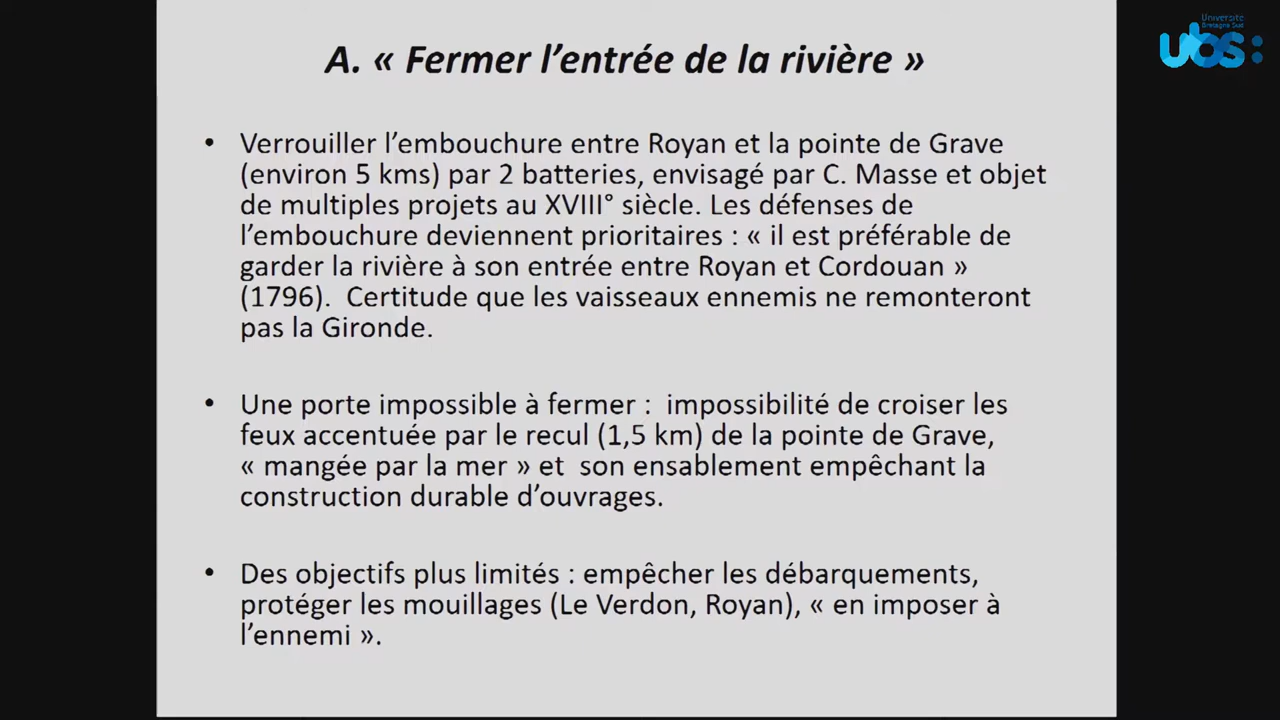 A. « Fermer l’entrée de la rivière »
Université
Bretagne Sud
ubs:
• Verrouiller l’embouchure entre Royan et la pointe de Grave
(environ 5 kms) par 2 batteries, envisagé par C. Masse et objet
de multiples projets au XVIII° siècle. Les défenses de
l’embouchure deviennent prioritaires : « il est préférable de
garder la rivière à son entrée entre Royan et Cordouan »
(1796).  Certitude que les vaisseaux ennemis ne remonteront
pas la Gironde.
• Une porte impossible à fermer :  impossibilité de croiser les
feux accentuée par le recul (1,5 km) de la pointe de Grave,
« mangée par la mer » et  son ensablement empêchant la
construction durable d’ouvrages.
• Des objectifs plus limités : empêcher les débarquements,
protéger les mouillages (Le Verdon, Royan), « en imposer à
l’ennemi ».